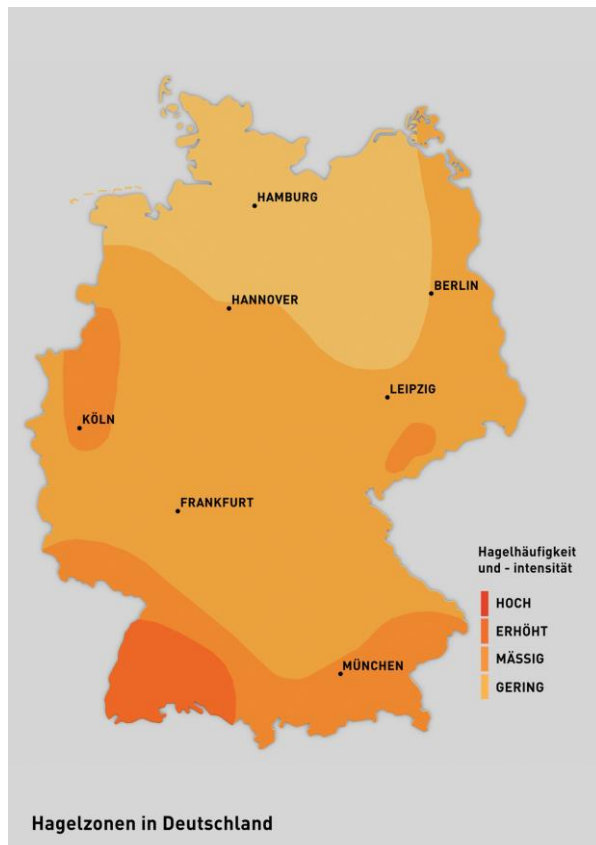 HAMBURG
HANNOVER
BERLIN
LEIPZIG
KÖLN
FRANKFURT
MÜNCHEN
Hagelhäufigkeit
und - intensität
HOCH
ERHÖHT
MÄSSIG
GERING
Hagelzonen in Deutschland